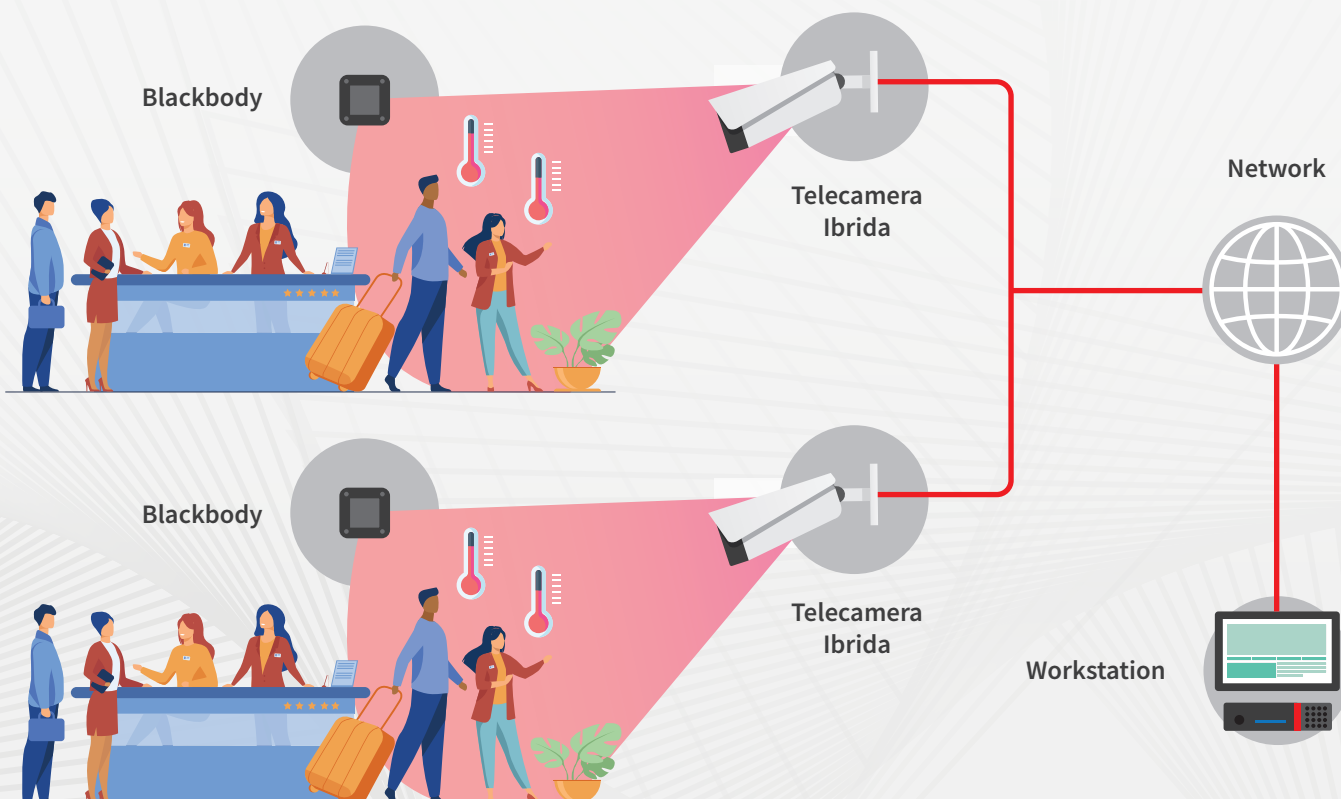 Blackbody
Telecamera
Ibrida
Network
Blackbody
Telecamera
Ibrida
Workstation